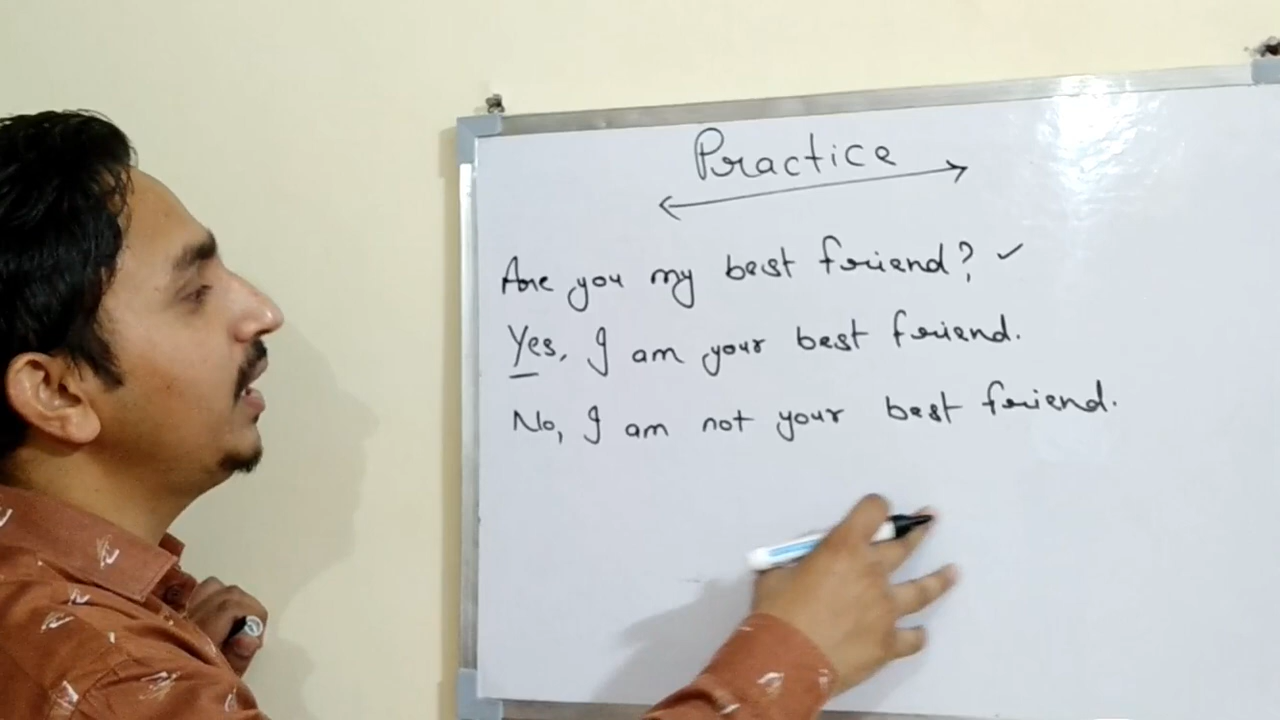 Practice
Are you my best friend? ✓
Yes, I am your best friend.
No, I am not your best friend.